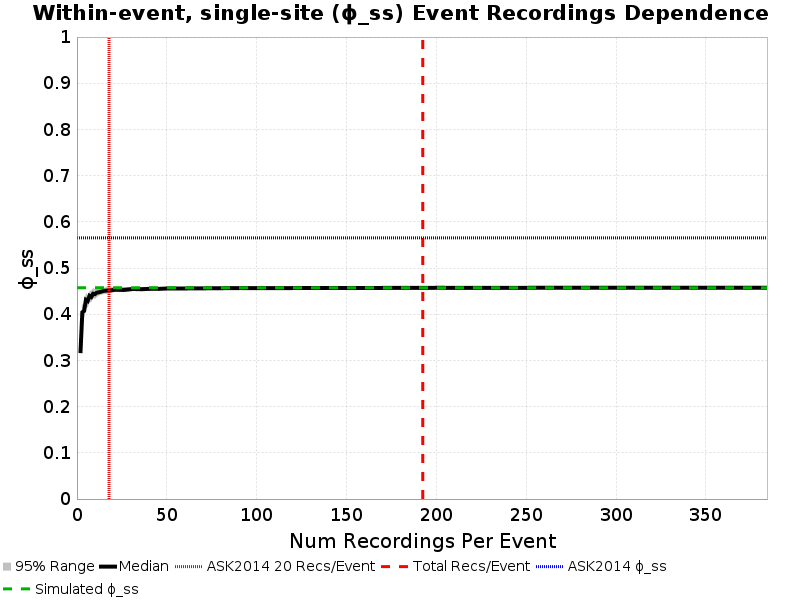 Within-event, single-site (ϕ_ss) Event Recordings Dependence
1
0.9
0.8
0.7
0.6
0.5
0.4
0.3
0.2
0.1
0
ϕ_ss
0 50 100 150 200 250 300 350
Num Recordings Per Event
95% Range Median ASK2014 20 Recs/Event Total Recs/Event ASK2014 ϕ_ss
Simulated ϕ_ss